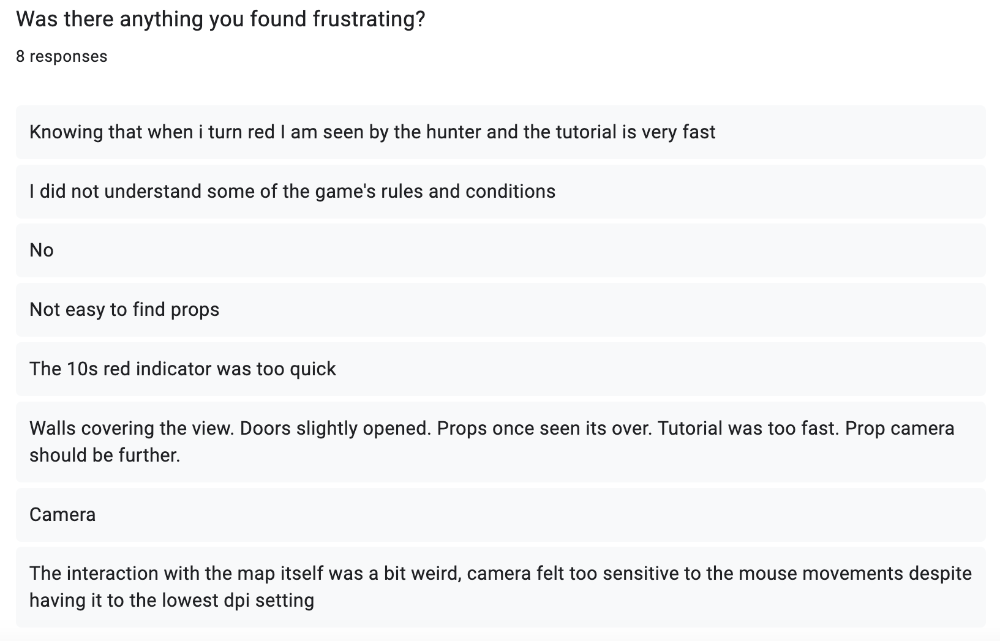 Was there anything you found frustrating?
8 responses
Knowing that when i turn red I am seen by the hunter and the tutorial is very fast
I did not understand some of the game's rules and conditions
No
Not easy to find props
The 10s red indicator was too quick
Walls covering the view. Doors slightly opened. Props once seen its over. Tutorial was too fast. Prop camera
should be further.
Camera
The interaction with the map itself was a bit weird, camera felt too sensitive to the mouse movements despite
having it to the lowest dpi setting